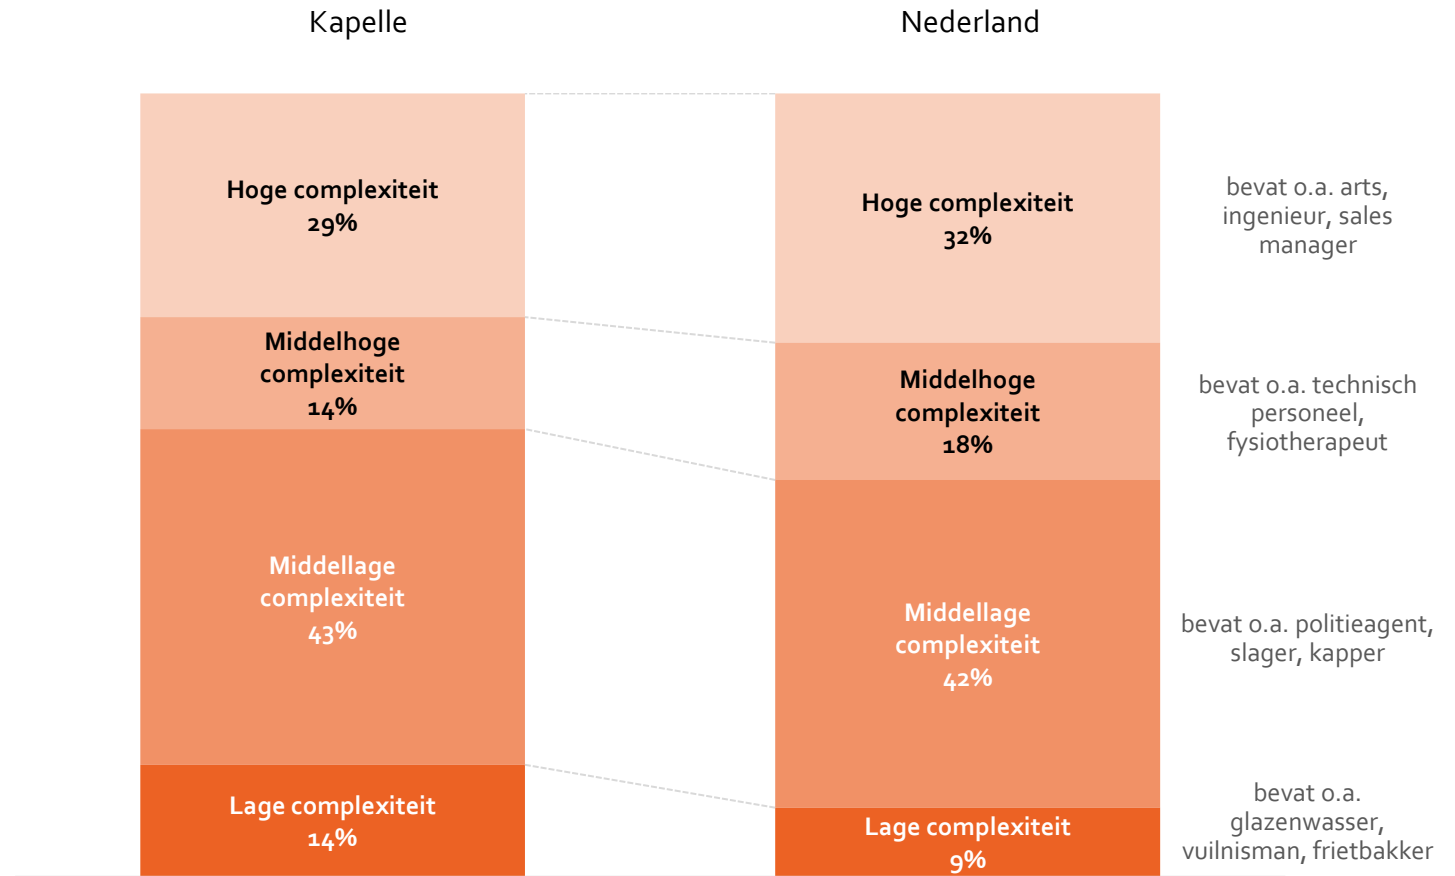 Kapelle
Nederland
Hoge complexiteit
29%
Middelhoge
complexiteit
14%
Middellage
complexiteit
43%
Lage complexiteit
14%
Hoge complexiteit
32%
Middelhoge
complexiteit
18%
Middellage
complexiteit
42%
Lage complexiteit
9%
bevat o.a. arts,
ingenieur, sales
manager
bevat o.a. technisch
personeel,
fysiotherapeut
bevat o.a. politieagent,
slager, kapper
bevat o.a.
glazenwasser,
vuilnisman, frietbakker